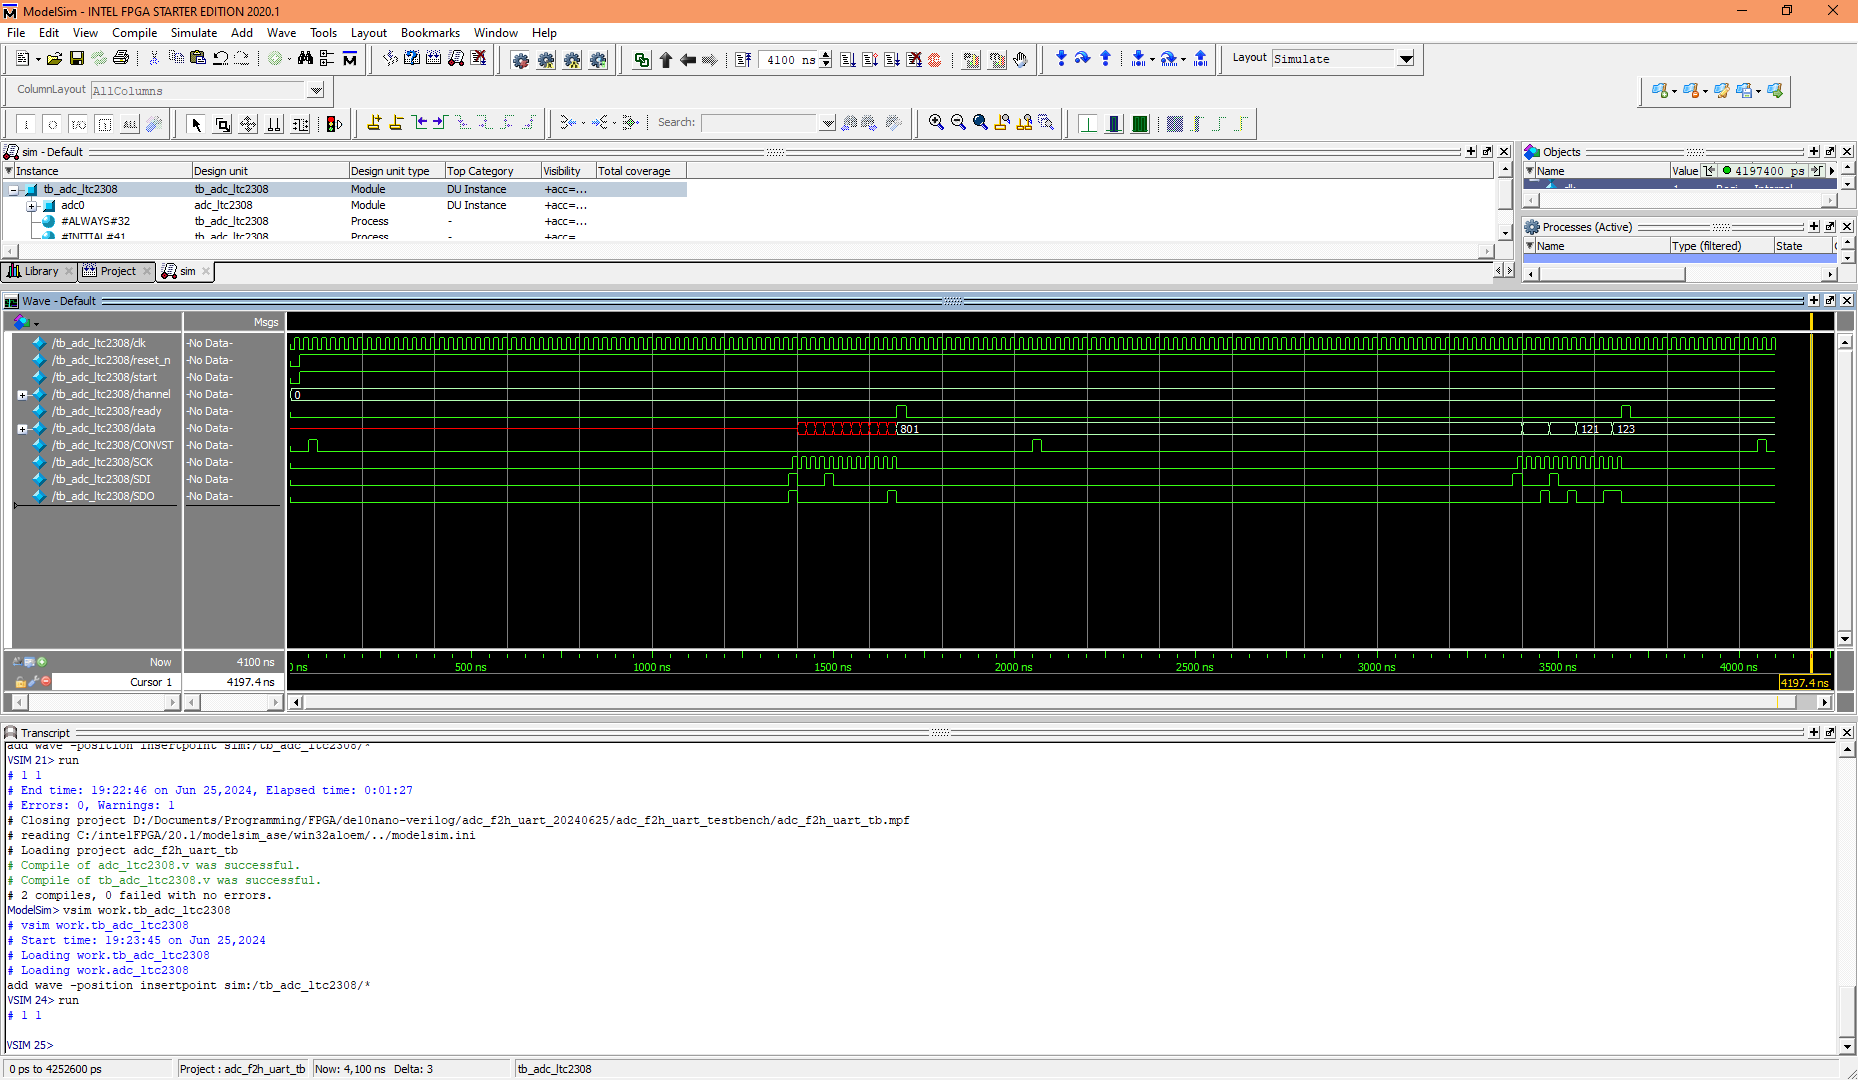 ModelSim - INTEL FPGA STARTER EDITION 2020.1
File Edit View Compile Simulate Add Wave Tools Layout Bookmarks Window Help
4100 ns
Layout Simulate
ColumnLayout AllColumns
Search:
sim - Default
Instance Design unit Design unit type Top Category Visibility Total coverage
tb_adc_ltc2308 tb_adc_ltc2308 Module DU Instance +acc=...
adc0 adc_ltc2308 Module DU Instance +acc=...
#ALWAYS#32 tb_adc_ltc2308 Process - +acc=...
#INITIAL#41 tb_adc_ltc2308 Process - +acc=
Library Project sim
Objects
Name Value 4197400 ps
Processes (Active)
Name Type (filtered) State
Wave - Default
Msgs
/tb_adc_ltc2308/clk -No Data-
/tb_adc_ltc2308/reset_n -No Data-
/tb_adc_ltc2308/start -No Data-
/tb_adc_ltc2308/channel -No Data- 0
/tb_adc_ltc2308/ready -No Data-
/tb_adc_ltc2308/data -No Data- 801 121 123
/tb_adc_ltc2308/CONVST -No Data-
/tb_adc_ltc2308/SCK -No Data-
/tb_adc_ltc2308/SDI -No Data-
/tb_adc_ltc2308/SDO -No Data-
Now 4100 ns 0 ns 500 ns 1000 ns 1500 ns 2000 ns 2500 ns 3000 ns 3500 ns 4000 ns
Cursor 1 4197.4 ns 4197.4 ns
Transcript
add wave -position insertpoint sim:/tb_adc_ltc2308/*
VSIM 21> run
# 1 1
# End time: 19:22:46 on Jun 25,2024, Elapsed time: 0:01:27
# Errors: 0, Warnings: 1
# Closing project D:/Documents/Programming/FPGA/de10nano-verilog/adc_f2h_uart_20240625/adc_f2h_uart_testbench/adc_f2h_uart_tb.mpf
# reading C:/intelFPGA/20.1/modelsim_ase/win32aloem/../modelsim.ini
# Loading project adc_f2h_uart_tb
# Compile of adc_ltc2308.v was successful.
# Compile of tb_adc_ltc2308.v was successful.
# 2 compiles, 0 failed with no errors.
ModelSim> vsim work.tb_adc_ltc2308
# vsim work.tb_adc_ltc2308
# Start time: 19:23:45 on Jun 25,2024
# Loading work.tb_adc_ltc2308
# Loading work.adc_ltc2308
add wave -position insertpoint sim:/tb_adc_ltc2308/*
VSIM 24> run
# 1 1
VSIM 25>
0 ps to 4252600 ps Project : adc_f2h_uart_tb Now: 4,100 ns Delta: 3 tb_adc_ltc2308